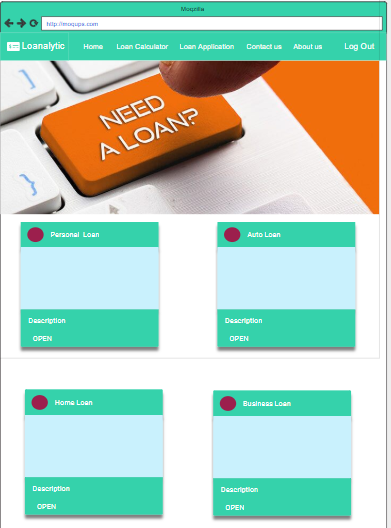 Moqzilla
http://moqups.com
Loanalytic Home Loan Calculator Loan Application Contact us About us Log Out
NEED
A LOAN?
Personal Loan
Auto Loan
Description
Description
OPEN
OPEN
Home Loan
Business Loan
Description
Description
OPEN
OPEN